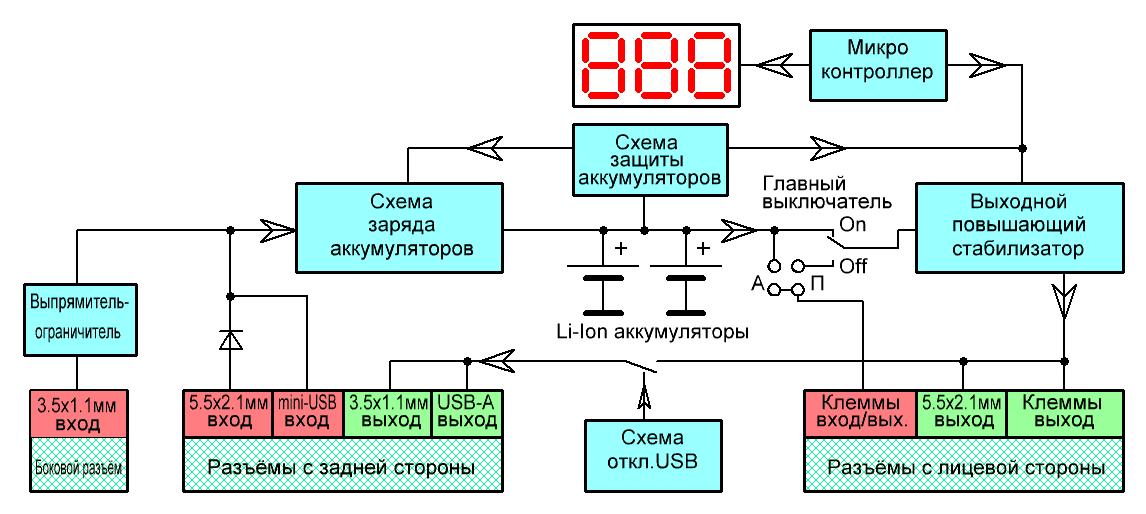 888
Микро
контроллер
Схема
защиты
аккумуляторов
Схема
заряда
аккумуляторов
Главный
выключатель
On
Off
А
П
Выходной
повышающий
стабилизатор
+
+
Li-Ion аккумуляторы
Выпрямитель-
ограничитель
3.5x1.1мм
вход
Боковой разъём
5.5x2.1мм
вход
mini-USB
вход
3.5x1.1мм
выход
USB-A
выход
Разъёмы с задней стороны
Схема
откл.USB
Клеммы
вход/вых.
5.5x2.1мм
выход
Клеммы
выход
Разъёмы с лицевой стороны